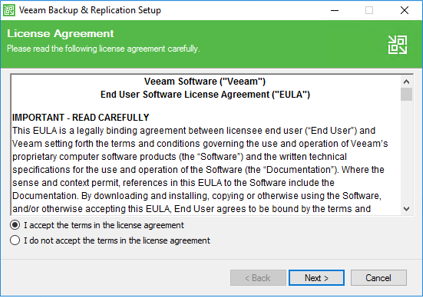 Veeam Backup & Replication Setup
License Agreement
Please read the following license agreement carefully.
Veeam Software ("Veeam")
End User Software License Agreement ("EULA")
IMPORTANT - READ CAREFULLY
This EULA is a legally binding agreement between licensee end user ("End User") and
Veeam setting forth the terms and conditions governing the use and operation of Veeam's
proprietary computer software products (the "Software") and the written technical
specifications for the use and operation of the Software (the "Documentation"). Where the
sense and context permit, references in this EULA to the Software include the
Documentation. By downloading and installing, copying or otherwise using the Software,
and/or otherwise accepting this EULA, End User agrees to be bound by the terms and
I accept the terms in the license agreement
I do not accept the terms in the license agreement
< Back
Next >
Cancel